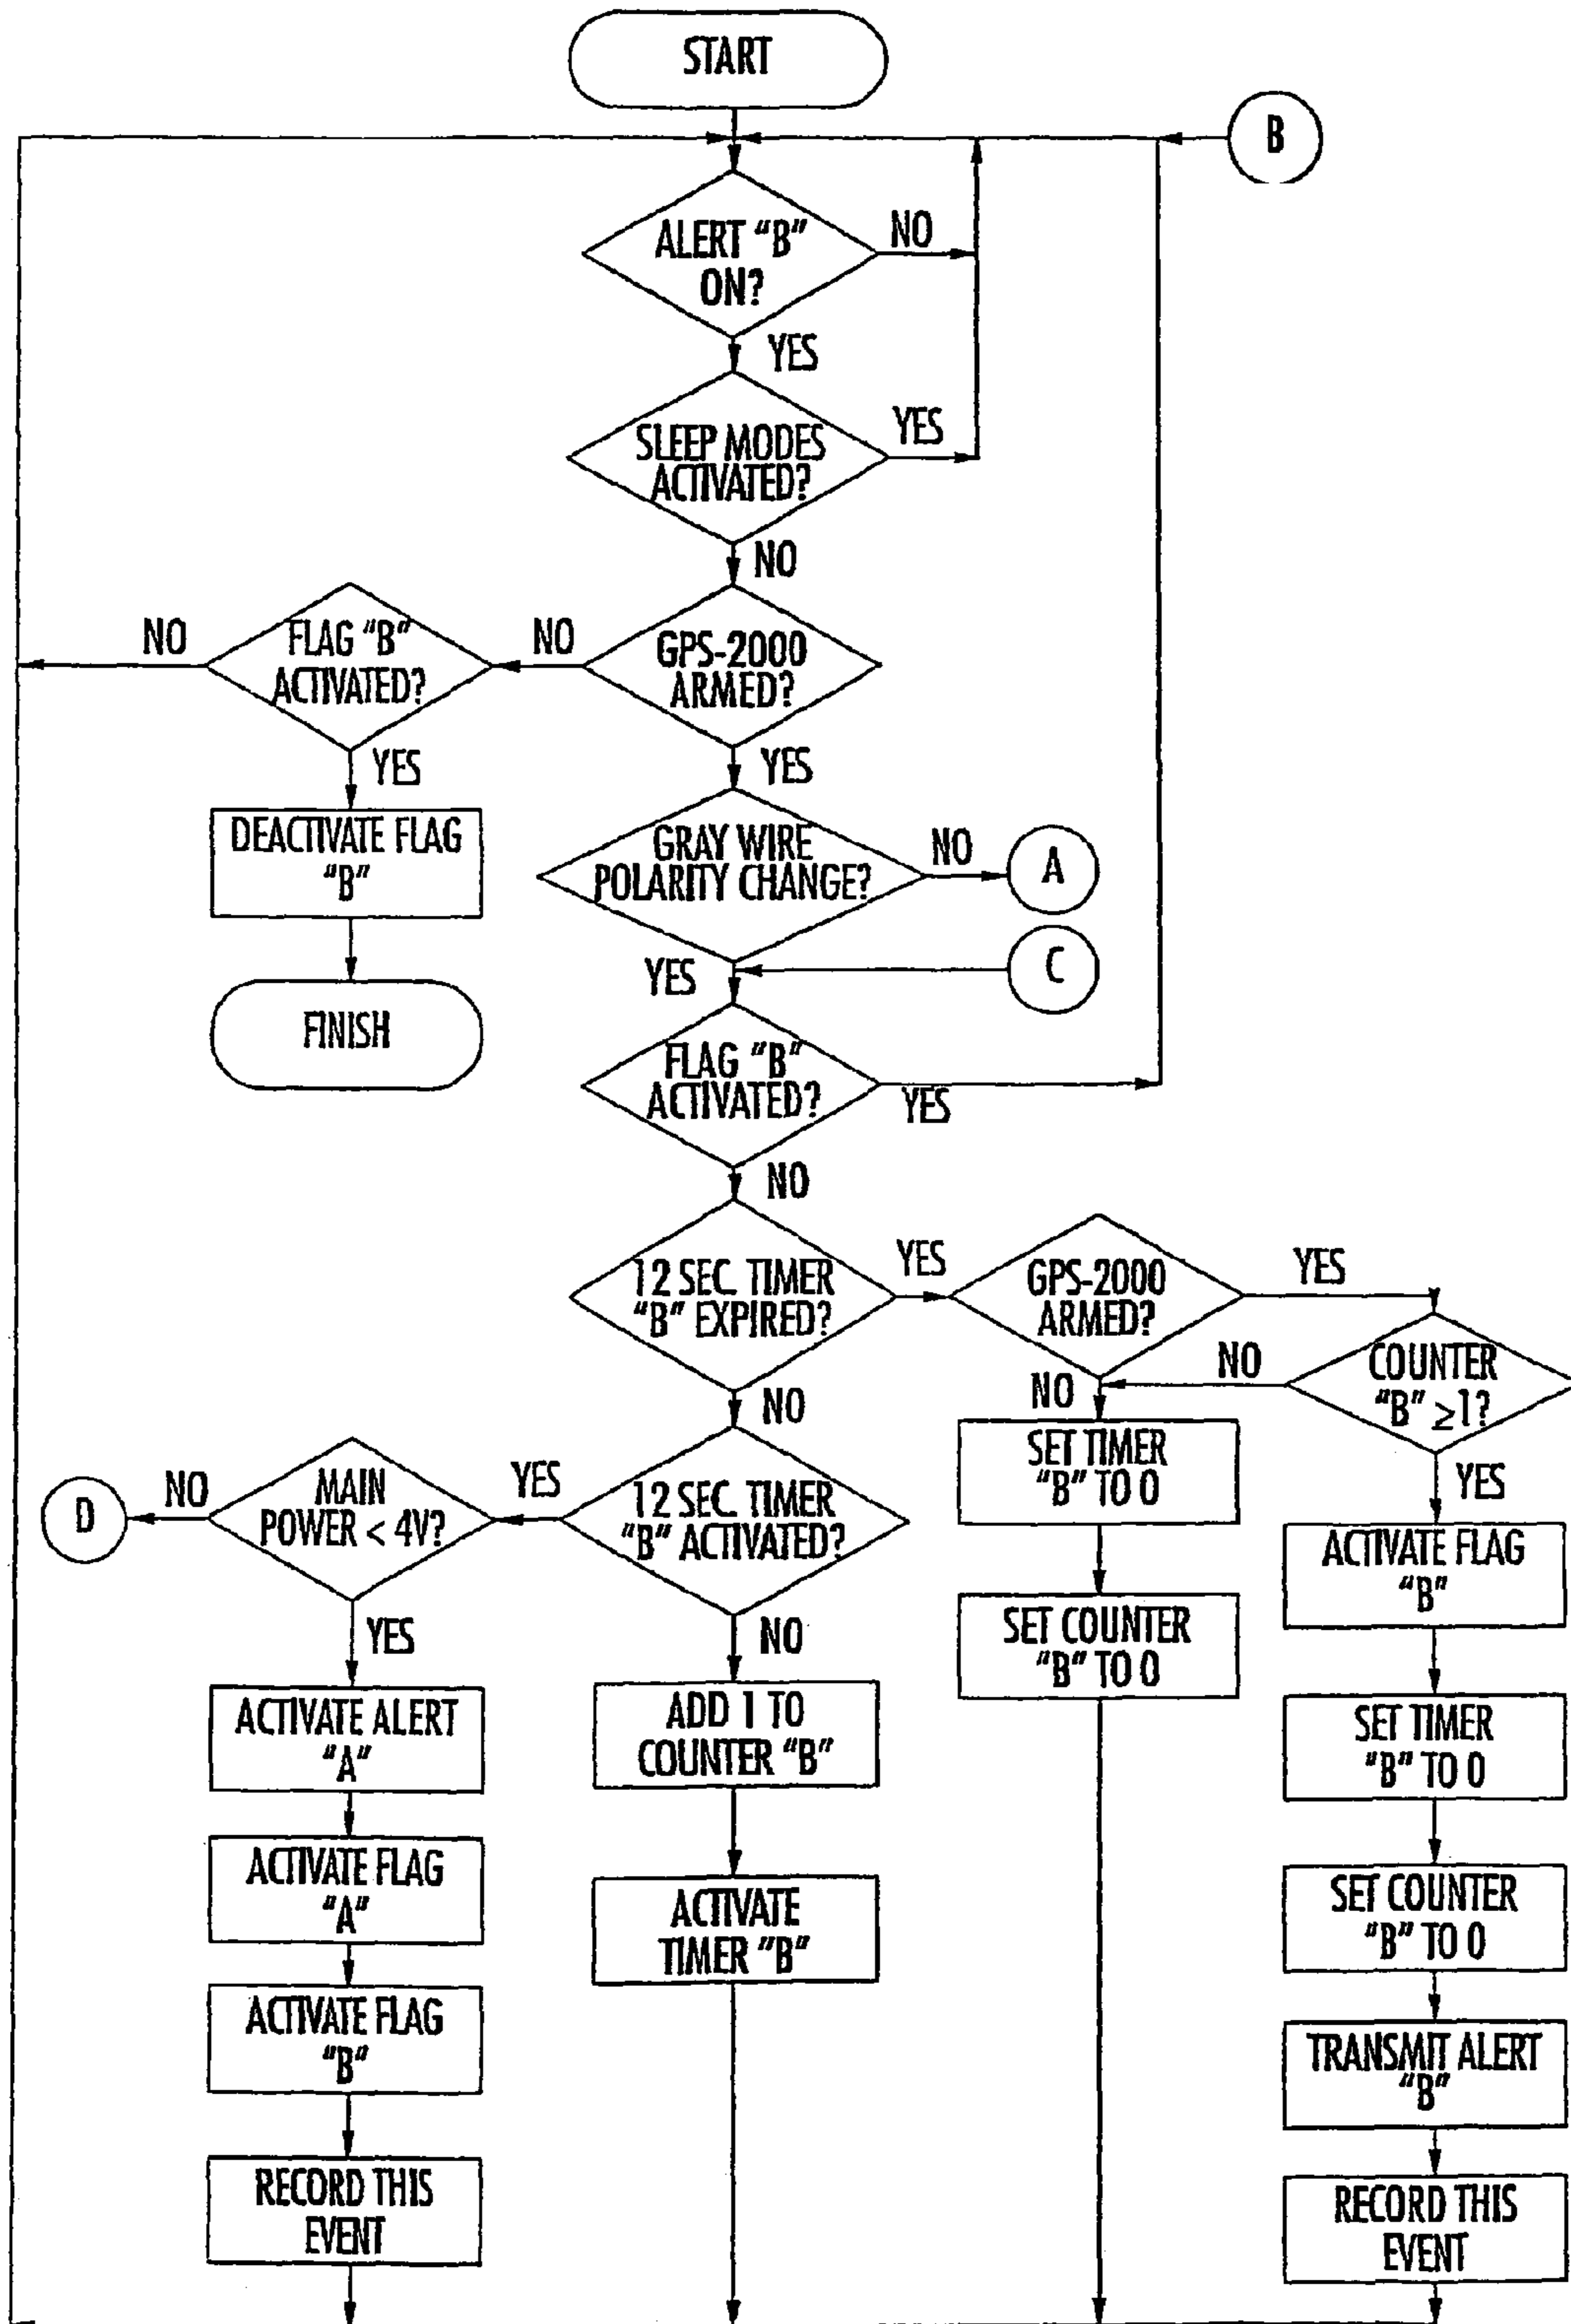 START
B
ALERT "B"
ON?
NO
YES
SLEEP MODES
ACTIVATED?
YES
NO
GPS-2000
ARMED?
NO
FLAG "B"
ACTIVATED?
NO
YES
DEACTIVATE FLAG
"B"
FINISH
YES
GRAY WIRE
POLARITY CHANGE?
NO
A
YES
C
FLAG "B"
ACTIVATED?
YES
NO
12 SEC. TIMER
"B" EXPIRED?
YES
GPS-2000
ARMED?
YES
COUNTER
"B" ≥1?
NO
NO
YES
NO
12 SEC. TIMER
"B" ACTIVATED?
YES
MAIN
POWER < 4V?
NO
D
YES
ACTIVATE ALERT
"A"
ACTIVATE FLAG
"A"
ACTIVATE FLAG
"B"
RECORD THIS
EVENT
NO
ADD 1 TO
COUNTER "B"
ACTIVATE
TIMER "B"
SET TIMER
"B" TO 0
SET COUNTER
"B" TO 0
ACTIVATE FLAG
"B"
SET TIMER
"B" TO 0
SET COUNTER
"B" TO 0
TRANSMIT ALERT
"B"
RECORD THIS
EVENT